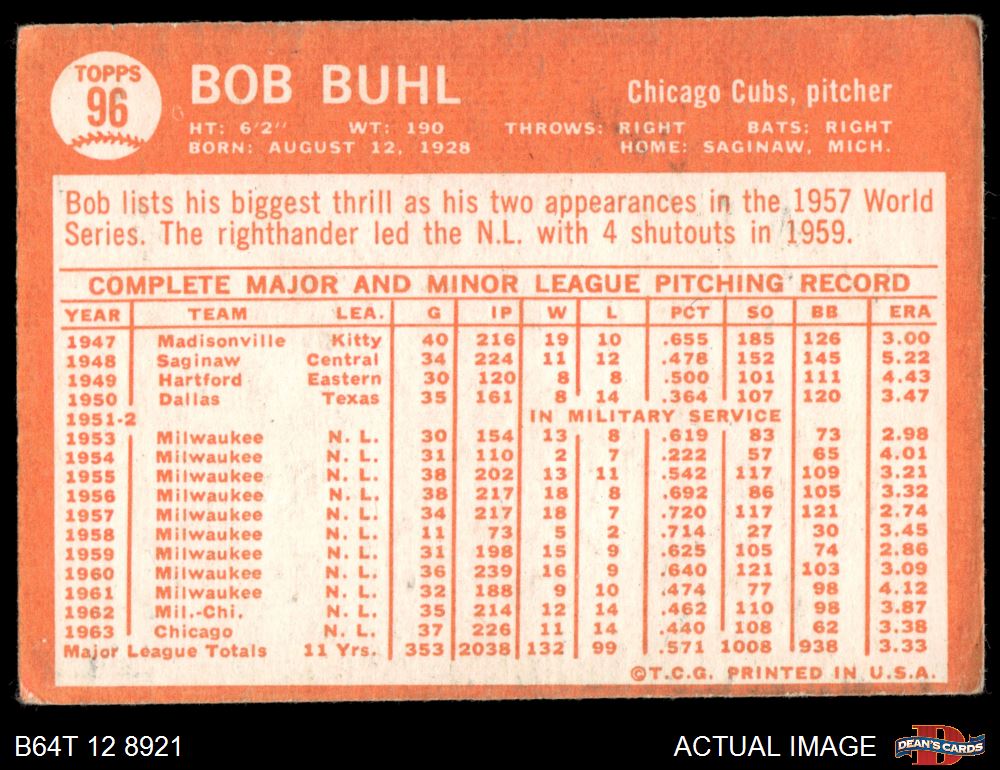 TOPPS
96
BOB BUHL
Chicago Cubs, pitcher
HT: 6'2" WT: 190 THROWS: RIGHT BATS: RIGHT
BORN: AUGUST 12, 1928 HOME: SAGINAW, MICH.
Bob lists his biggest thrill as his two appearances in the 1957 World
Series. The righthander led the N.L. with 4 shutouts in 1959.
COMPLETE MAJOR AND MINOR LEAGUE PITCHING RECORD
YEAR TEAM LEA. G IP W L PCT SO BB ERA
1947 Madisonville Kitty 40 216 19 10 .655 185 126 3.00
1948 Saginaw Central 34 224 11 12 .478 152 145 5.22
1949 Hartford Eastern 30 120 8 8 .500 101 111 4.43
1950 Dallas Texas 35 161 8 14 .364 107 120 3.47
1951-2 IN MILITARY SERVICE
1953 Milwaukee N. L. 30 154 13 8 .619 83 73 2.98
1954 Milwaukee N. L. 31 110 2 7 .222 57 65 4.01
1955 Milwaukee N. L. 38 202 13 11 .542 117 109 3.21
1956 Milwaukee N. L. 38 217 18 8 .692 86 105 3.32
1957 Milwaukee N. L. 34 217 18 7 .720 117 121 2.74
1958 Milwaukee N. L. 11 73 5 2 .714 27 30 3.45
1959 Milwaukee N. L. 31 198 15 9 .625 105 74 2.86
1960 Milwaukee N. L. 36 239 16 9 .640 121 103 3.09
1961 Milwaukee N. L. 32 188 9 10 .474 77 98 4.12
1962 Mil.-Chi. N. L. 35 214 12 14 .462 110 98 3.87
1963 Chicago N. L. 37 226 11 14 .440 108 62 3.38
Major League Totals 11 Yrs. 353 2038 132 99 .571 1008 938 3.33
©T.C.G. PRINTED IN U.S.A.
B64T 12 8921
ACTUAL IMAGE
D
DEAN'S CARDS